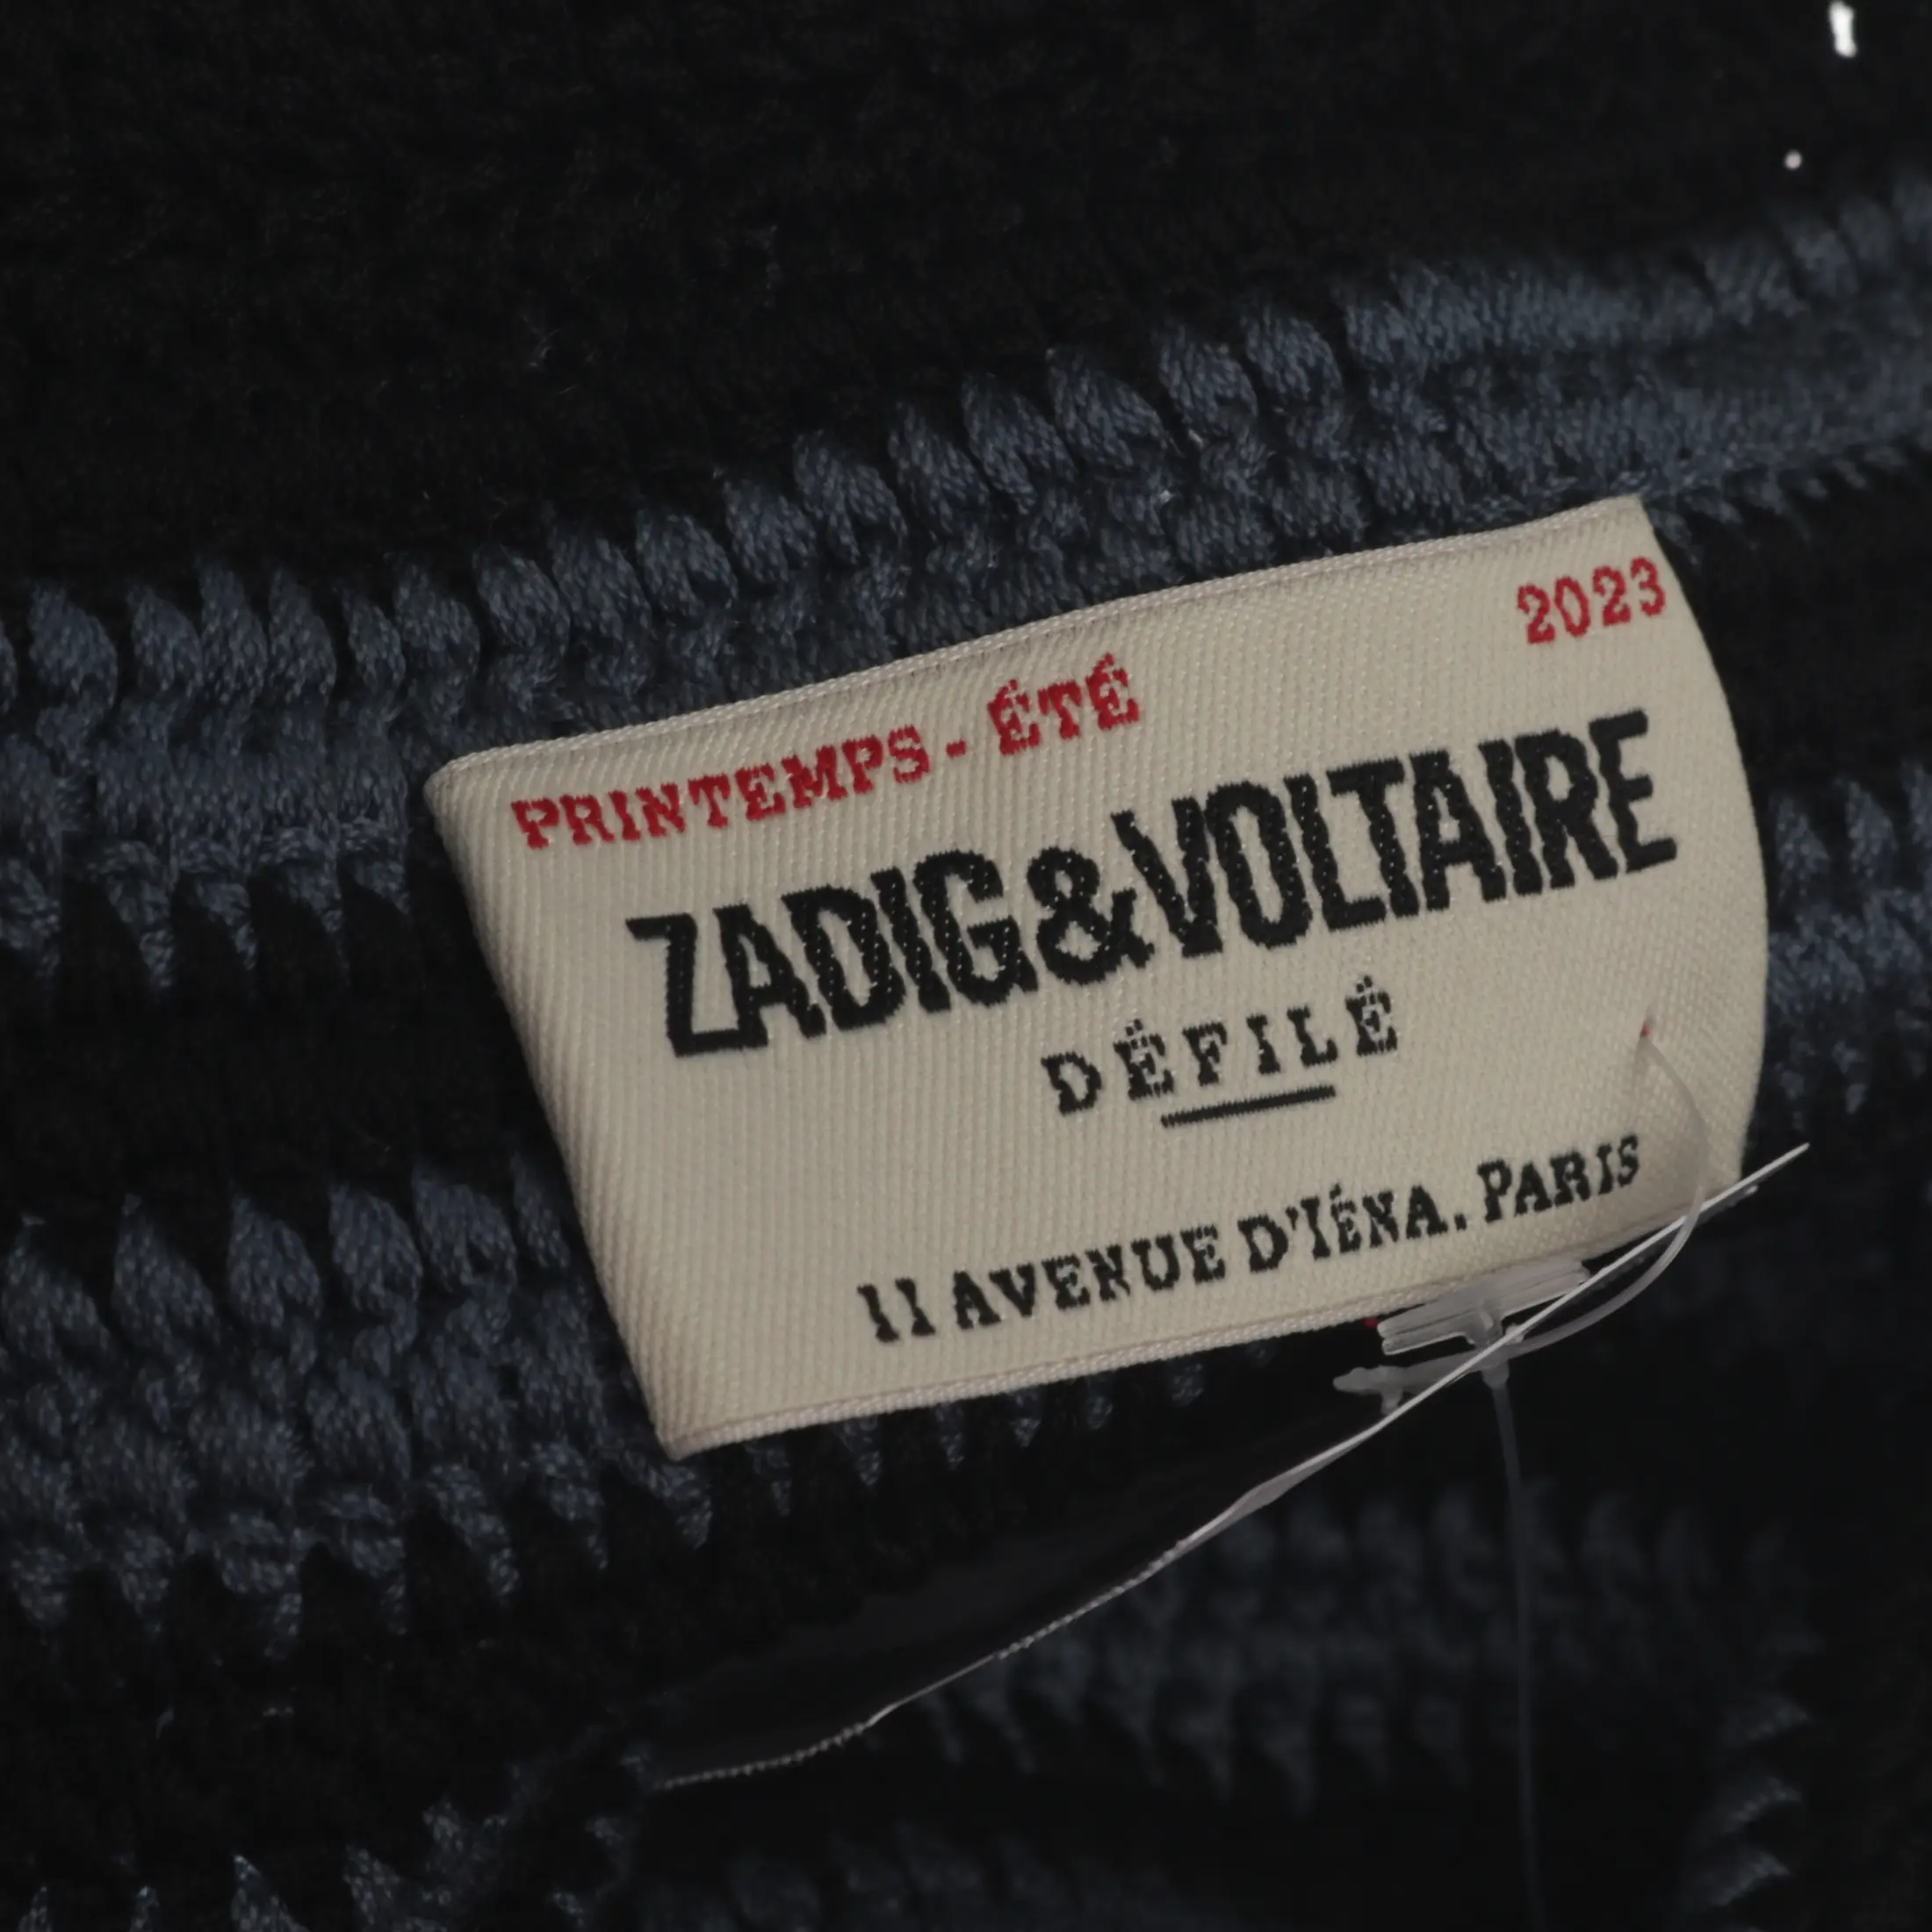 PRINTEMPS - ÉTÉ 2023
ZADIG&VOLTAIRE
DÉFILÉ
11 AVENUE D'IÉNA. PARIS